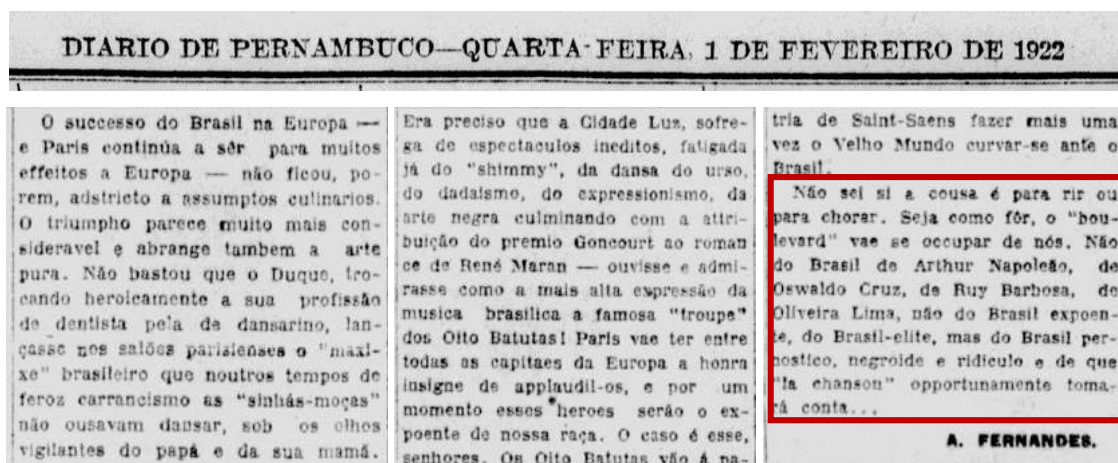 DIARIO DE PERNAMBUCO—QUARTA-FEIRA, 1 DE FEVEREIRO DE 1922
O successo do Brasil na Europa —
e Paris continúa a sêr para muitos
effeitos a Europa — não ficou, po-
rem, adstricto a assumptos culinarios.
O triumpho parece muito mais con-
sideravel e abrange tambem a arte
pura. Não bastou que o Duque, tro-
cando heroicamente a sua profissão
de dentista pela de dansarino, lan-
çasse nos salões parisienses o "maxi-
xe" brasileiro que noutros tempos de
feroz carrancismo as "sinhás-moças"
não ousavam dansar, sob os olhos
vigilantes do papá e da sua mamá.
Era preciso que a Cidade Luz, sofre-
ga de espectaculos ineditos, fatigada
já do "shimmy", da dansa do urso,
do dadaismo, do expressionismo, da
arte negra culminando com a attri-
buição do premio Goncourt ao roman
ce de René Maran — ouvisse e admi-
rasse como a mais alta expressão da
musica brasilica a famosa "troupe"
dos Oito Batutas! Paris vae ter entre
todas as capitaes da Europa a honra
insigne de applaudil-os, e por um
momento esses heroes serão o ex-
poente de nossa raça. O caso é esse,
senhores. Os Oito Batutas vão á pa-
tria de Saint-Saens fazer mais uma
vez o Velho Mundo curvar-se ante o
Brasil.
Não sei si a cousa é para rir ou
para chorar. Seja como fôr, o "bou-
levard" vae se occupar de nós. Não
do Brasil de Arthur Napoleão, de
Oswaldo Cruz, de Ruy Barbosa, de
Oliveira Lima, não do Brasil expoen-
te, do Brasil-elite, mas do Brasil per-
nostico, negroide e ridiculo e de que
"la chanson" opportunamente toma-
rá conta...
A. FERNANDES.